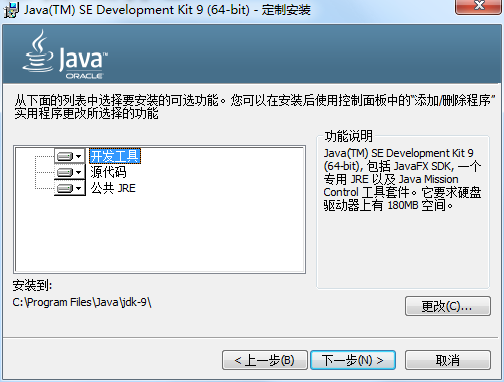 Java(TM) SE Development Kit 9 (64-bit) - 定制安装
Java™
ORACLE
从下面的列表中选择要安装的可选功能。您可以在安装后使用控制面板中的“添加/删除程序”
实用程序更改所选择的功能
开发工具
源代码
公共 JRE
功能说明
Java(TM) SE Development Kit 9
(64-bit), 包括 JavaFX SDK, 一个
专用 JRE 以及 Java Mission
Control 工具套件。它要求硬盘
驱动器上有 180MB 空间。
安装到:
C:\Program Files\Java\jdk-9\
更改(C)...
< 上一步(B)
下一步(N) >
取消